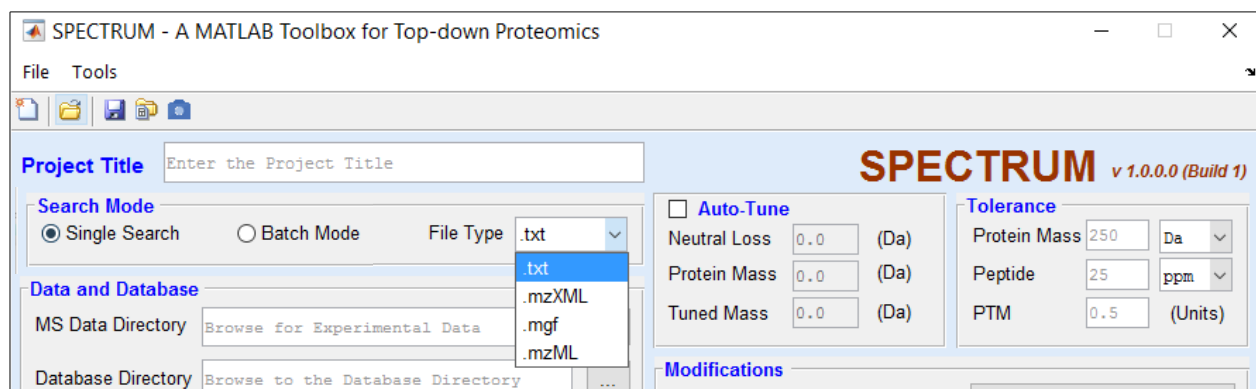 SPECTRUM - A MATLAB Toolbox for Top-down Proteomics
File Tools
Project Title Enter the Project Title
SPECTRUM v 1.0.0.0 (Build 1)
Search Mode
Single Search Batch Mode File Type .txt
.txt
.mzXML
.mgf
.mzML
Data and Database
MS Data Directory Browse for Experimental Data
Database Directory Browse to the Database Directory ...
Auto-Tune
Neutral Loss 0.0 (Da)
Protein Mass 0.0 (Da)
Tuned Mass 0.0 (Da)
Tolerance
Protein Mass 250 Da
Peptide 25 ppm
PTM 0.5 (Units)
Modifications